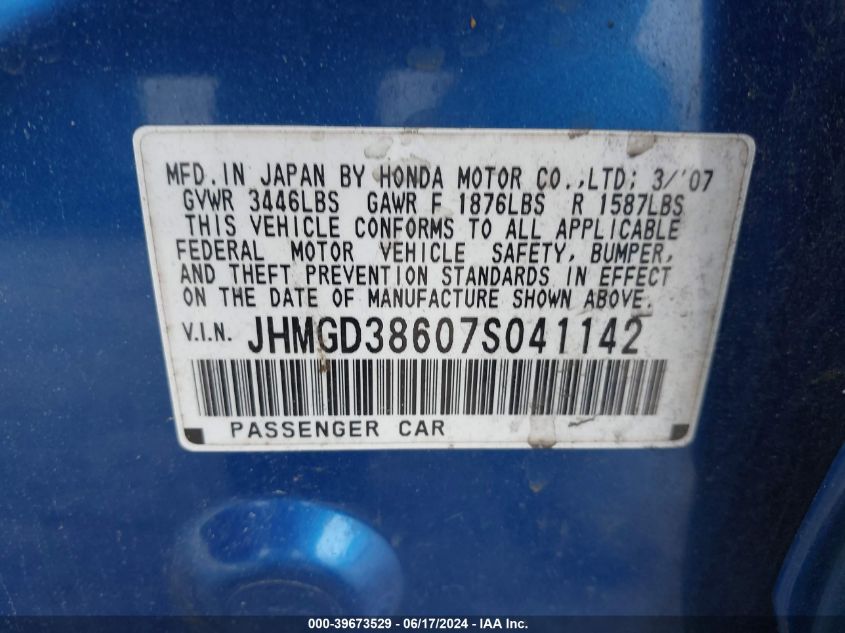 MFD.IN JAPAN BY HONDA MOTOR CO.,LTD; 3/'07
GVWR 3446LBS GAWR F 1876LBS R 1587LBS
THIS VEHICLE CONFORMS TO ALL APPLICABLE
FEDERAL MOTOR VEHICLE SAFETY, BUMPER,
AND THEFT PREVENTION STANDARDS IN EFFECT
ON THE DATE OF MANUFACTURE SHOWN ABOVE.
V.I.N. JHMGD38607S041142
PASSENGER CAR
000-39673529 - 06/17/2024 - IAA Inc.